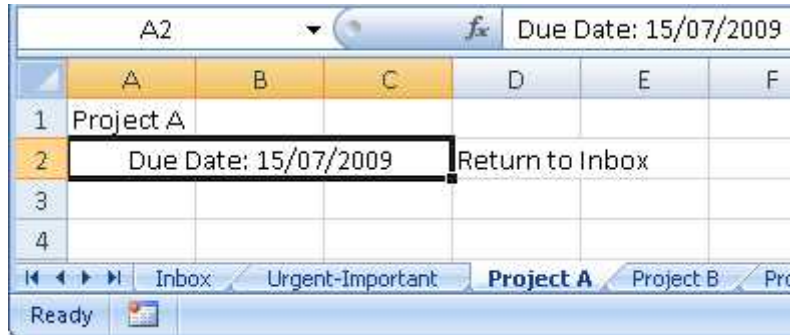 A2 fx Due Date: 15/07/2009
A B C D E F
1 Project A
2 Due Date: 15/07/2009 Return to Inbox
3
4
Inbox Urgent-Important Project A Project B Pro
Ready